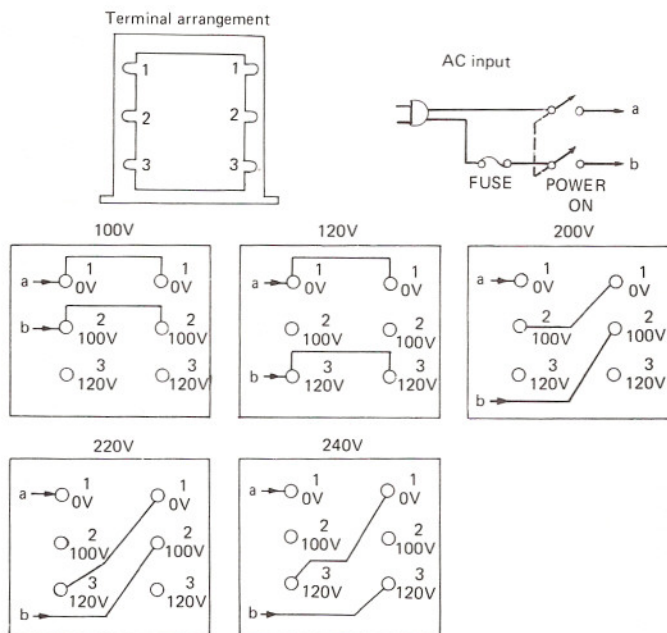 Terminal arrangement
1 1
2 2
3 3
AC input
a
b
FUSE POWER
ON
100V
a 1 1
0V 0V
b 2 2
100V 100V
3 3
120V 120V
120V
a 1 1
0V 0V
2 2
100V 100V
b 3 3
120V 120V
200V
a 1 1
0V 0V
2 2
100V 100V
3 3
120V 120V
b
220V
a 1 1
0V 0V
2 2
100V 100V
3 3
120V 120V
b
240V
a 1 1
0V 0V
2 2
100V 100V
3 3
120V 120V
b